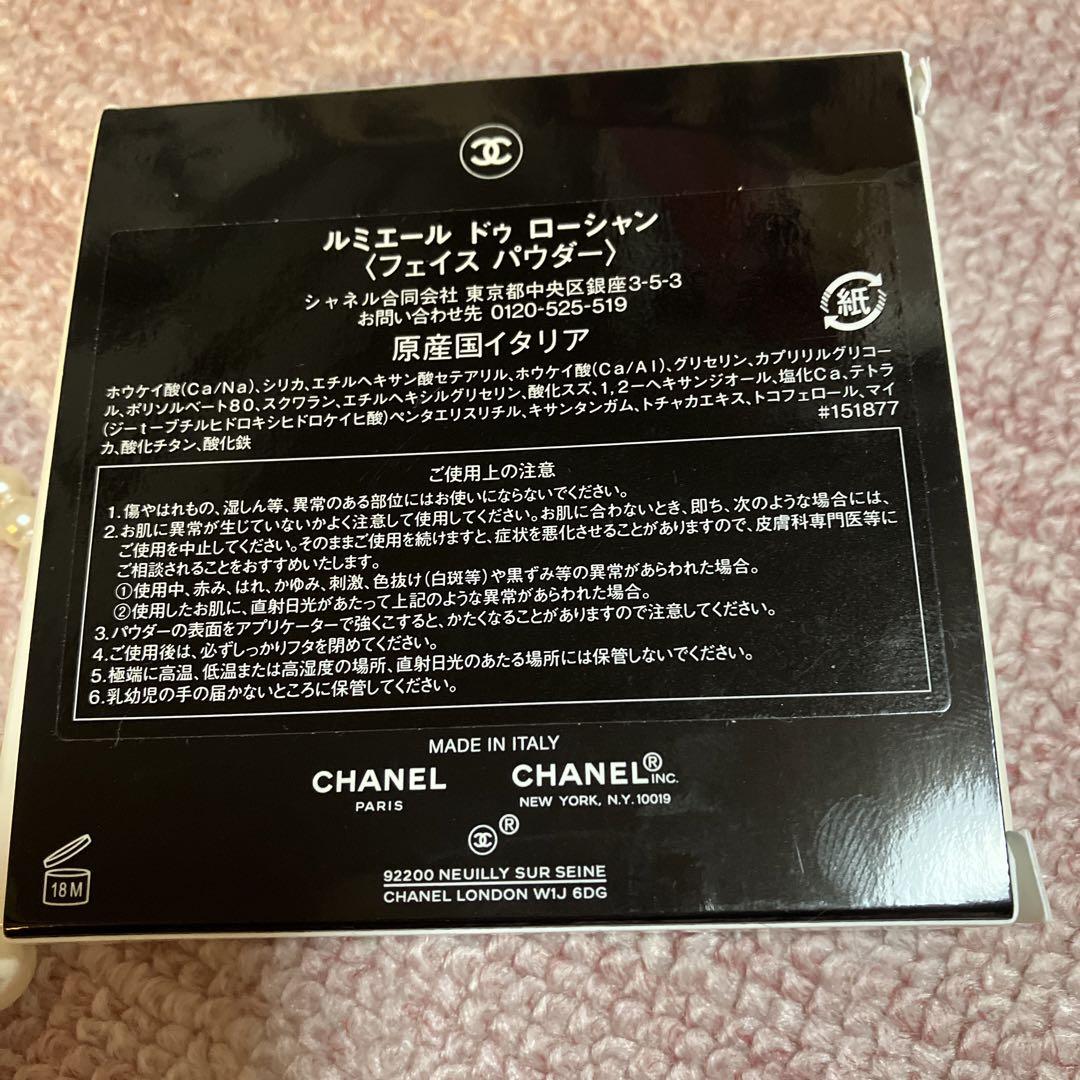 ルミエール ドゥ ローシャン
〈フェイス パウダー〉
シャネル合同会社 東京都中央区銀座3-5-3
お問い合わせ先 0120-525-519
紙
原産国イタリア
ホウケイ酸(Ca/Na)、シリカ、エチルヘキサン酸セテアリル、ホウケイ酸(Ca/Al)、グリセリン、カプリリルグリコー
ル、ポリソルベート80、スクワラン、エチルヘキシルグリセリン、酸化スズ、1,2-ヘキサンジオール、塩化Ca、テトラ
(ジ-t-ブチルヒドロキシヒドロケイヒ酸)ペンタエリスリチル、キサンタンガム、トチャカエキス、トコフェロール、マイ
カ、酸化チタン、酸化鉄
#151877
ご使用上の注意
1.傷やはれもの、湿しん等、異常のある部位にはお使いにならないでください。
2.お肌に異常が生じていないかよく注意して使用してください。お肌に合わないとき、即ち、次のような場合には、
ご使用を中止してください。そのままご使用を続けますと、症状を悪化させることがありますので、皮膚科専門医等に
ご相談されることをおすすめいたします。
①使用中、赤み、はれ、かゆみ、刺激、色抜け(白斑等)や黒ずみ等の異常があらわれた場合。
②使用したお肌に、直射日光があたって上記のような異常があらわれた場合。
3.パウダーの表面をアプリケーターで強くこすると、かたくなることがありますので注意してください。
4.ご使用後は、必ずしっかりフタを閉めてください。
5.極端に高温、低温または高湿度の場所、直射日光のあたる場所には保管しないでください。
6.乳幼児の手の届かないところに保管してください。
MADE IN ITALY
CHANEL
PARIS
CHANEL® INC.
NEW YORK, N.Y. 10019
®
18 M
92200 NEUILLY SUR SEINE
CHANEL LONDON W1J 6DG